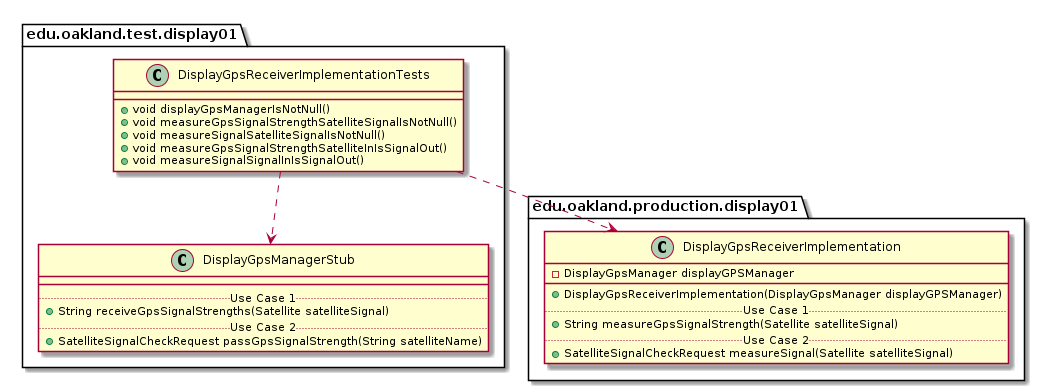 edu.oakland.test.display01
C DisplayGpsReceiverImplementationTests
void displayGpsManagerIsNotNull()
void measureGpsSignalStrengthSatelliteSignalIsNotNull()
void measureSignalSatelliteSignalIsNotNull()
void measureGpsSignalStrengthSatelliteInIsSignalOut()
void measureSignalSignalInIsSignalOut()
C DisplayGpsManagerStub
Use Case 1
String receiveGpsSignalStrengths(Satellite satelliteSignal)
Use Case 2
SatelliteSignalCheckRequest passGpsSignalStrength(String satelliteName)
edu.oakland.production.display01
C DisplayGpsReceiverImplementation
DisplayGpsManager displayGPSManager
DisplayGpsReceiverImplementation(DisplayGpsManager displayGPSManager)
Use Case 1
String measureGpsSignalStrength(Satellite satelliteSignal)
Use Case 2
SatelliteSignalCheckRequest measureSignal(Satellite satelliteSignal)